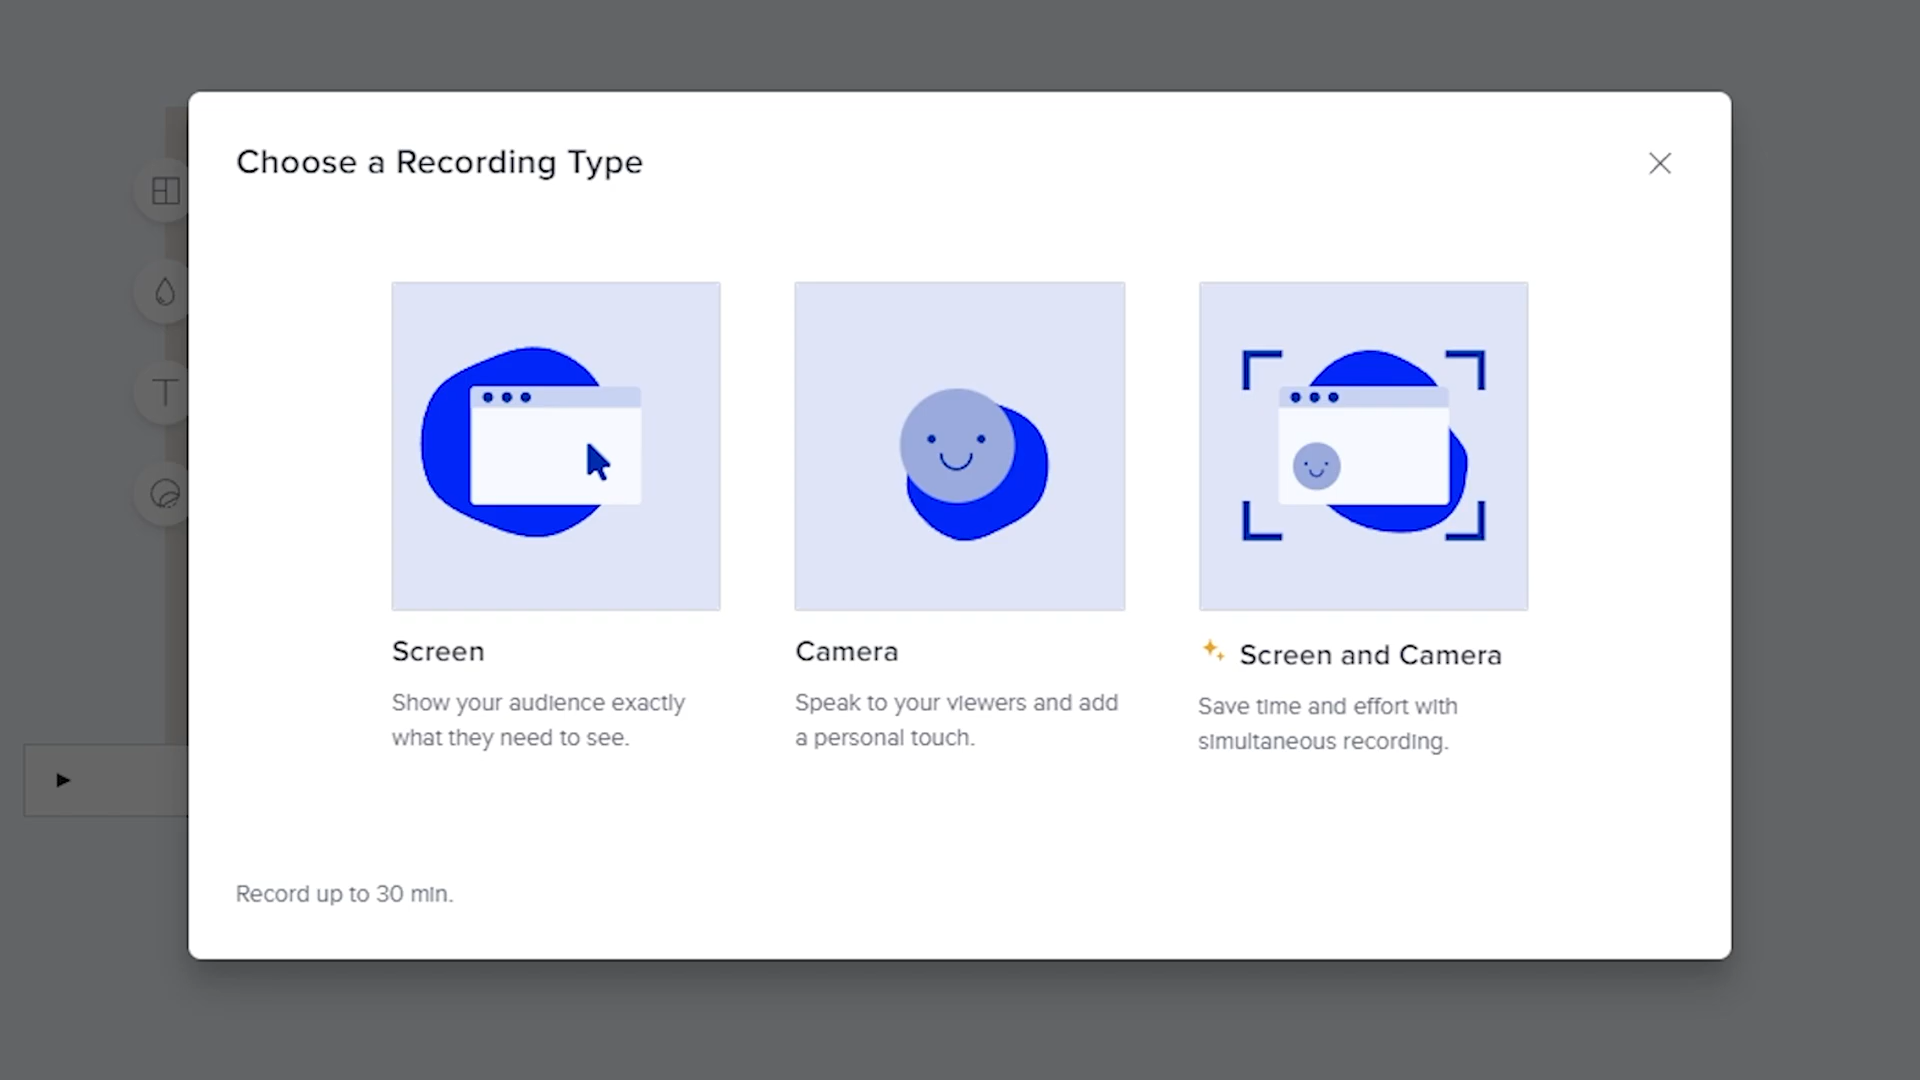 Choose a Recording Type
Screen
Show your audience exactly
what they need to see.
Camera
Speak to your viewers and add
a personal touch.
Screen and Camera
Save time and effort with
simultaneous recording.
Record up to 30 min.